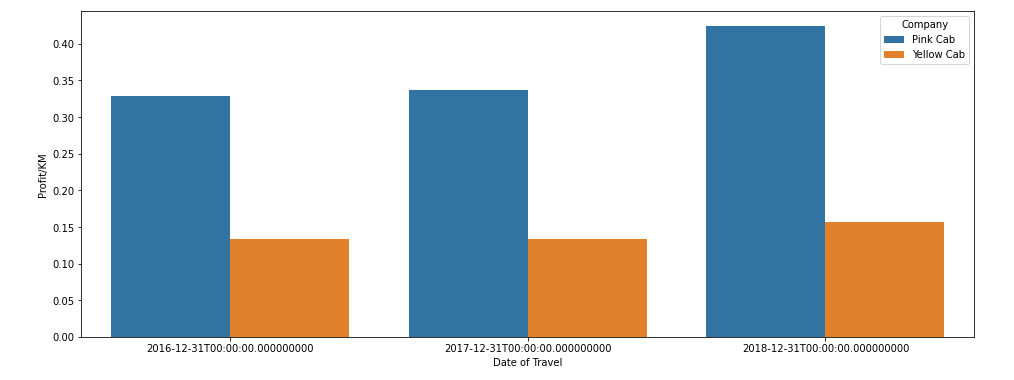 Company
Pink Cab
Yellow Cab
Profit/KM
0.40
0.35
0.30
0.25
0.20
0.15
0.10
0.05
0.00
2016-12-31T00:00:00.000000000
2017-12-31T00:00:00.000000000
2018-12-31T00:00:00.000000000
Date of Travel